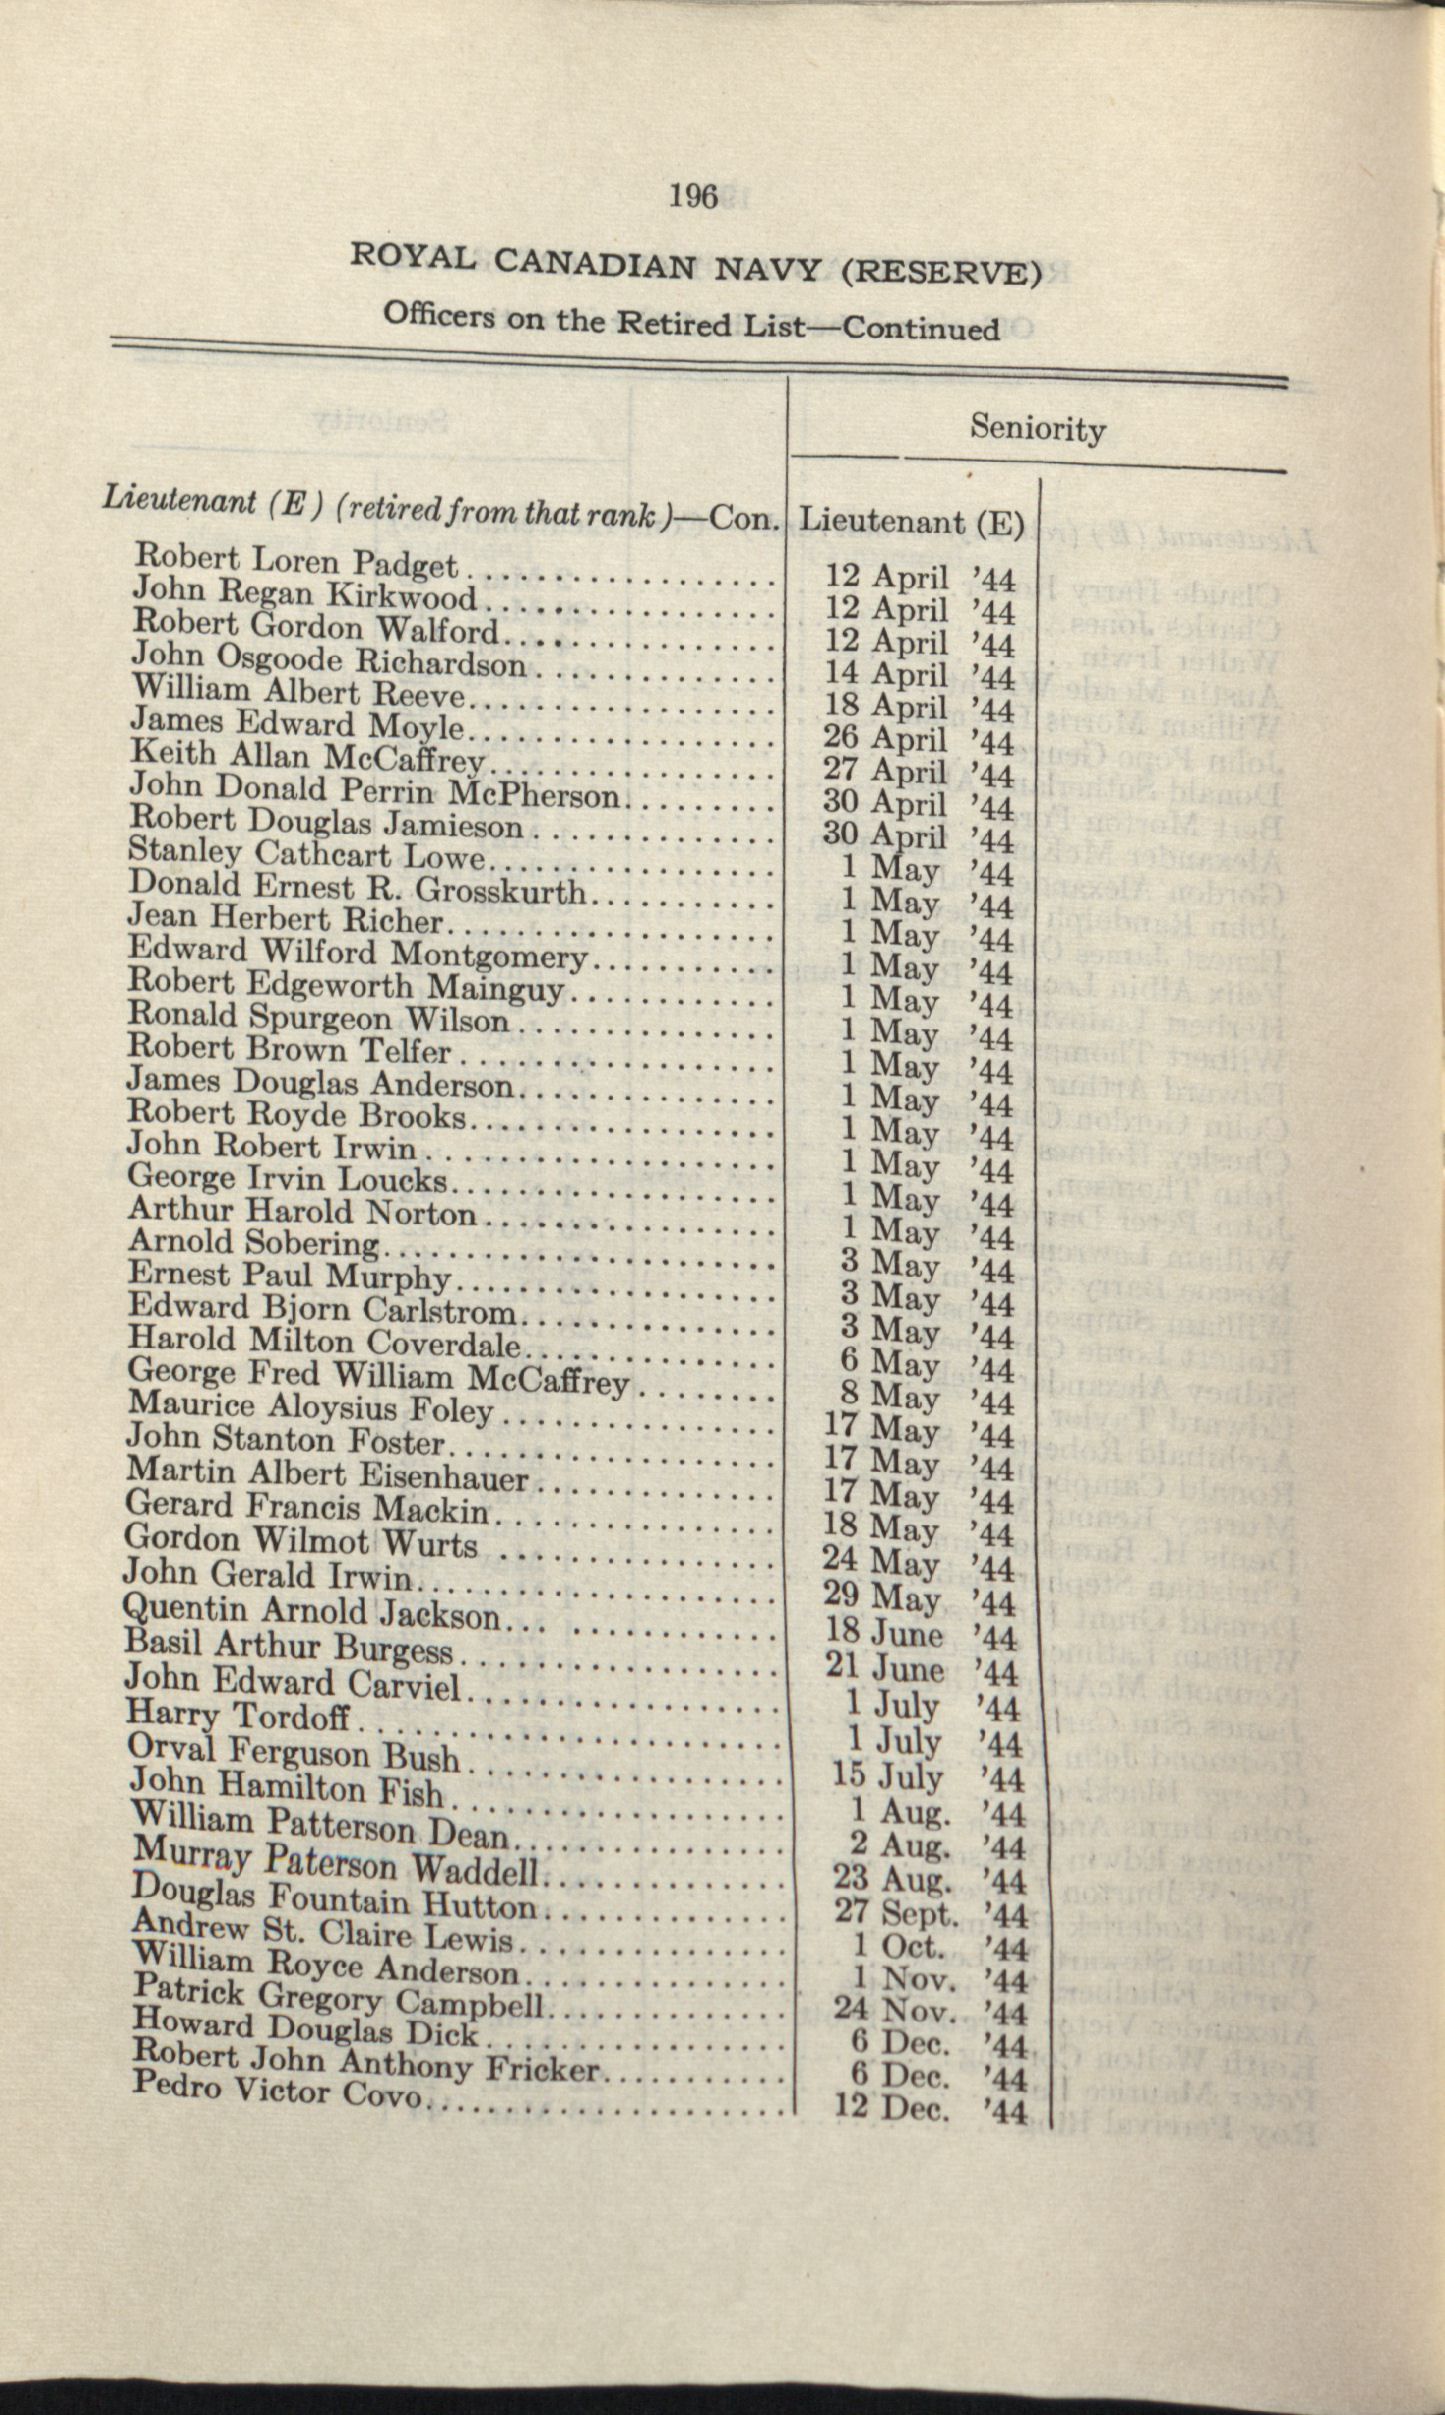 196
ROYAL CANADIAN NAVY (RESERVE)
Officers on the Retired List—Continued
Seniority
Lieutenant (E) (retired from that rank)—Con. Lieutenant (E)
Robert Loren Padget.................. 12 April '44
John Regan Kirkwood.................. 12 April '44
Robert Gordon Walford................ 12 April '44
John Osgoode Richardson.............. 14 April '44
William Albert Reeve.................. 18 April '44
James Edward Moyle.................. 26 April '44
Keith Allan McCaffrey................. 27 April '44
John Donald Perrin McPherson......... 30 April '44
Robert Douglas Jamieson.............. 30 April '44
Stanley Cathcart Lowe................. 1 May '44
Donald Ernest R. Grosskurth........... 1 May '44
Jean Herbert Richer................... 1 May '44
Edward Wilford Montgomery........... 1 May '44
Robert Edgeworth Mainguy............ 1 May '44
Ronald Spurgeon Wilson............... 1 May '44
Robert Brown Telfer.................. 1 May '44
James Douglas Anderson............... 1 May '44
Robert Royde Brooks.................. 1 May '44
John Robert Irwin.................... 1 May '44
George Irvin Loucks................... 1 May '44
Arthur Harold Norton................. 1 May '44
Arnold Sobering....................... 3 May '44
Ernest Paul Murphy................... 3 May '44
Edward Bjorn Carlstrom............... 3 May '44
Harold Milton Coverdale............... 6 May '44
George Fred William McCaffrey........ 8 May '44
Maurice Aloysius Foley................ 17 May '44
John Stanton Foster................... 17 May '44
Martin Albert Eisenhauer.............. 17 May '44
Gerard Francis Mackin................ 18 May '44
Gordon Wilmot Wurts ................ 24 May '44
John Gerald Irwin..................... 29 May '44
Quentin Arnold Jackson... ............ 18 June '44
Basil Arthur Burgess................... 21 June '44
John Edward Carviel.................. 1 July '44
Harry Tordoff........................ 1 July '44
Orval Ferguson Bush.................. 15 July '44
John Hamilton Fish................... 1 Aug. '44
William Patterson Dean................ 2 Aug. '44
Murray Paterson Waddell.............. 23 Aug. '44
Douglas Fountain Hutton.............. 27 Sept. '44
Andrew St. Claire Lewis................ 1 Oct. '44
William Royce Anderson............... 1 Nov. '44
Patrick Gregory Campbell.............. 24 Nov. '44
Howard Douglas Dick.................. 6 Dec. '44
Robert John Anthony Fricker........... 6 Dec. '44
Pedro Victor Covo...................... 12 Dec. '44